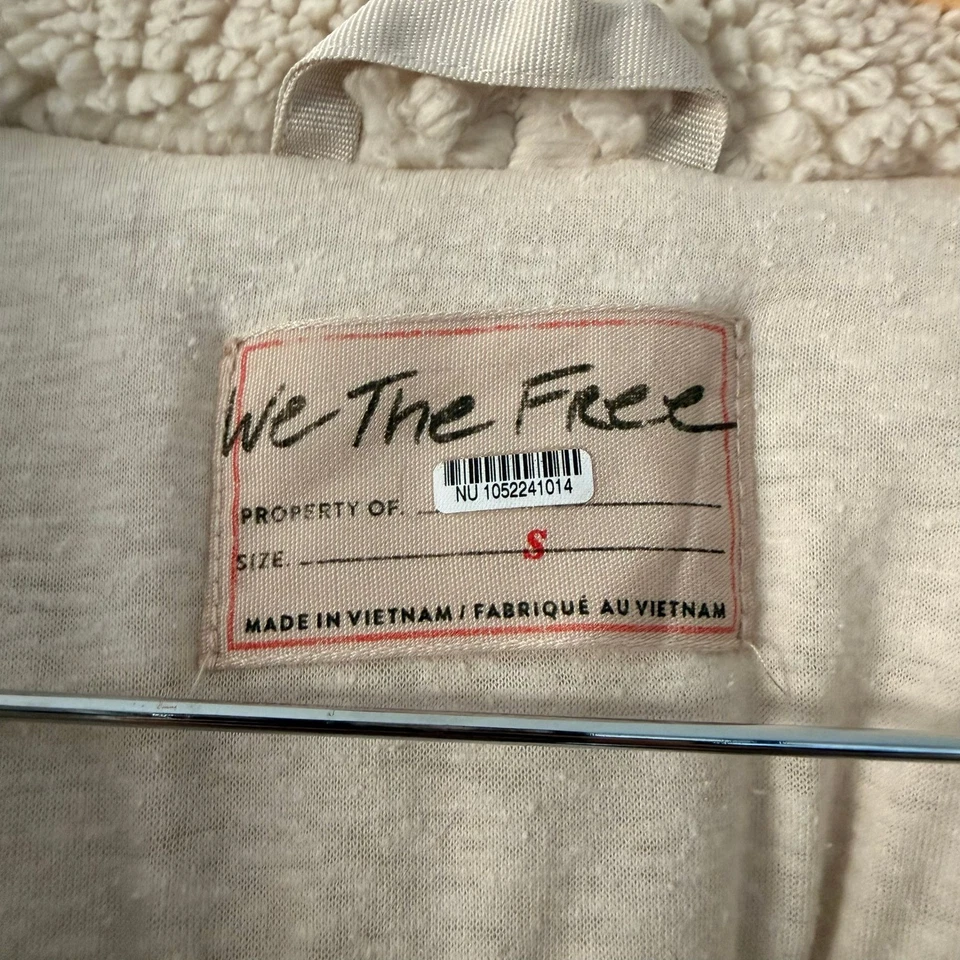 We The Free
NU 1052241014
PROPERTY OF.
SIZE. S
MADE IN VIETNAM / FABRIQUÉ AU VIETNAM